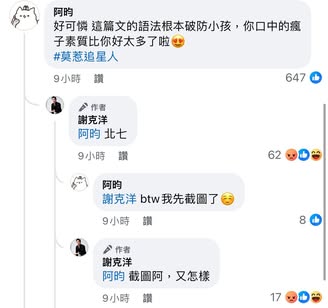 阿昀
好可憐 這篇文的語法根本破防小孩，你口中的瘋
子素質比你好太多了啦😍
#莫惹追星人
9小時 讚 647
作者
謝克洋
阿昀 北七
9小時 讚 62
阿昀
謝克洋 btw我先截圖了☺️
9小時 讚 8
作者
謝克洋
阿昀 截圖阿，又怎樣
9小時 讚 17